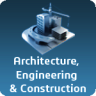 Architecture,
Engineering
& Construction